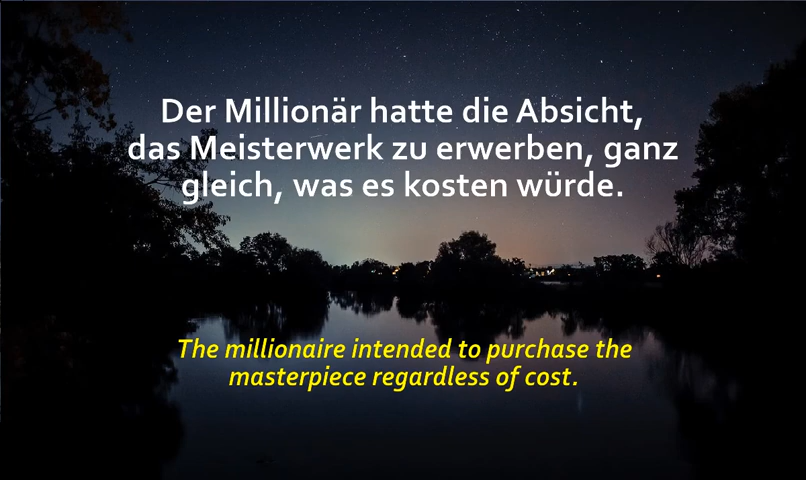 Der Millionär hatte die Absicht,
das Meisterwerk zu erwerben, ganz
gleich, was es kosten würde.
The millionaire intended to purchase the
masterpiece regardless of cost.